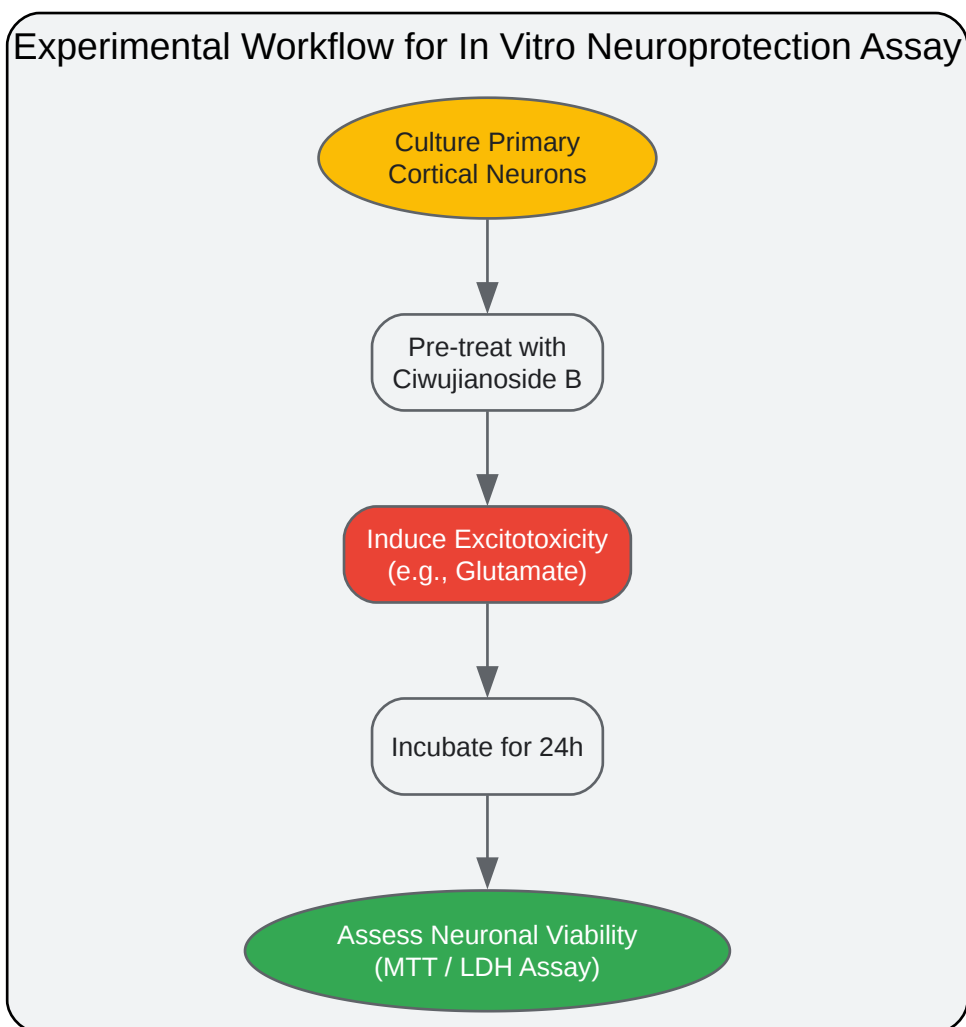 Experimental Workflow for In Vitro Neuroprotection Assay
Culture Primary
Cortical Neurons
Pre-treat with
Ciwujianoside B
Induce Excitotoxicity
(e.g., Glutamate)
Incubate for 24h
Assess Neuronal Viability
(MTT / LDH Assay)